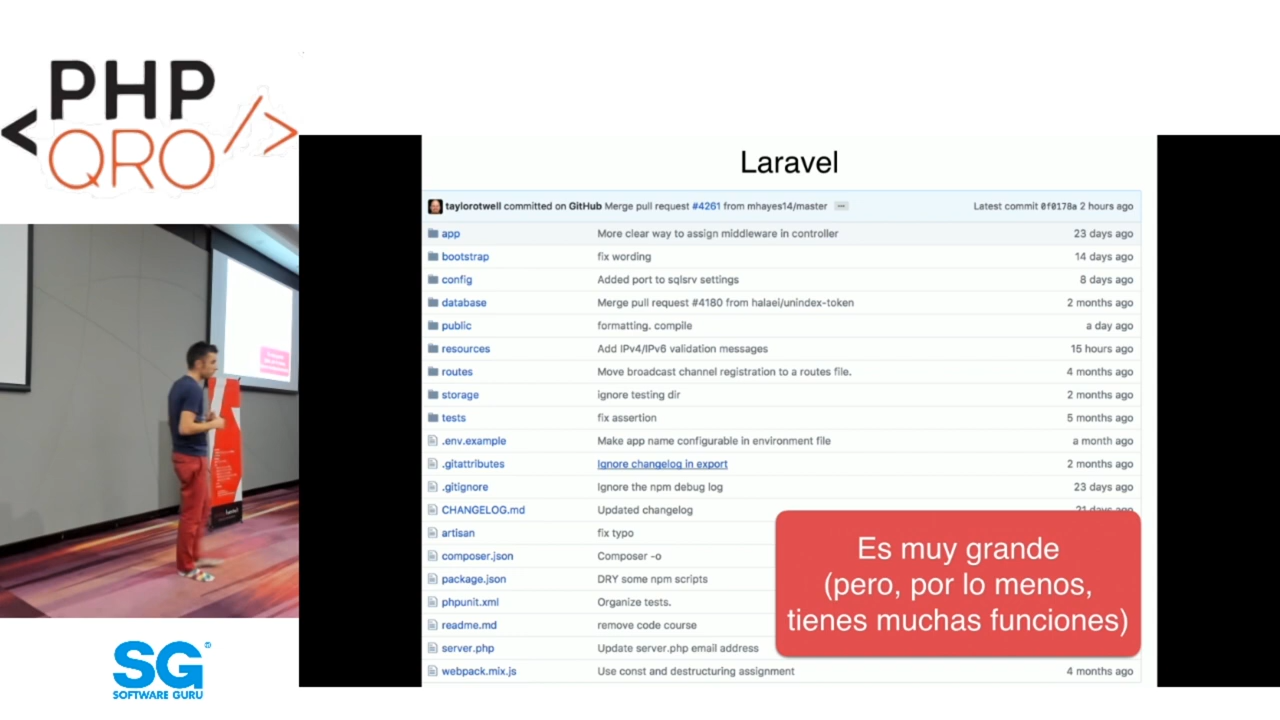 <PHP
QRO/>
Laravel
taylorotwell committed on GitHub Merge pull request #4261 from mhayes14/master Latest commit 0f0178a 2 hours ago
app More clear way to assign middleware in controller 23 days ago
bootstrap fix wording 14 days ago
config Added port to sqlsrv settings 8 days ago
database Merge pull request #4180 from halaei/unindex-token 2 months ago
public formatting. compile a day ago
resources Add IPv4/IPv6 validation messages 15 hours ago
routes Move broadcast channel registration to a routes file. 4 months ago
storage ignore testing dir 2 months ago
tests fix assertion 5 months ago
.env.example Make app name configurable in environment file a month ago
.gitattributes Ignore changelog in export 2 months ago
.gitignore Ignore the npm debug log 23 days ago
CHANGELOG.md Updated changelog 21 days ago
artisan fix typo
composer.json Composer -o
package.json DRY some npm scripts
phpunit.xml Organize tests.
readme.md remove code course
server.php Update server.php email address
webpack.mix.js Use const and destructuring assignment 4 months ago
Es muy grande
(pero, por lo menos,
tienes muchas funciones)
SG®
SOFTWARE GURU